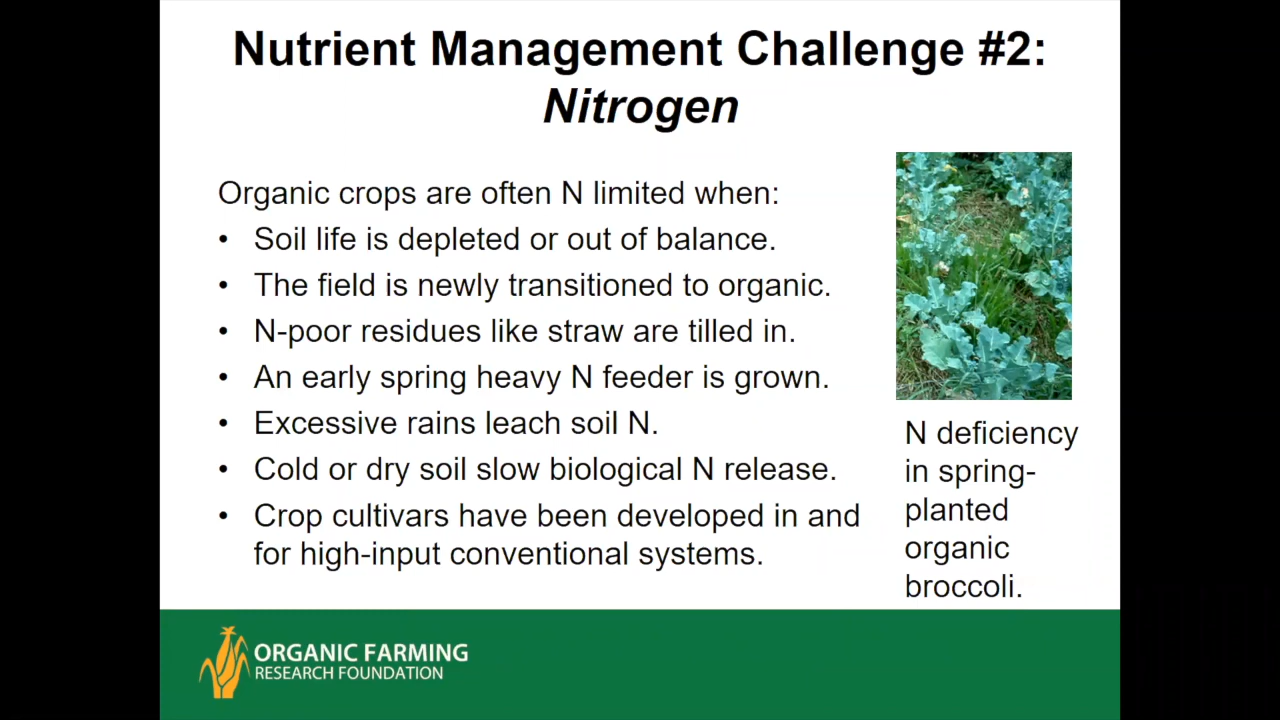 Nutrient Management Challenge #2:
Nitrogen
Organic crops are often N limited when:
• Soil life is depleted or out of balance.
• The field is newly transitioned to organic.
• N-poor residues like straw are tilled in.
• An early spring heavy N feeder is grown.
• Excessive rains leach soil N.
• Cold or dry soil slow biological N release.
• Crop cultivars have been developed in and
for high-input conventional systems.
N deficiency
in spring-
planted
organic
broccoli.
ORGANIC FARMING
RESEARCH FOUNDATION